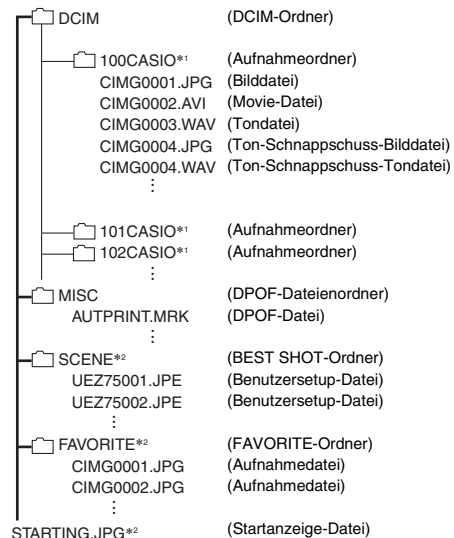 DCIM (DCIM-Ordner)
100CASIO*1 (Aufnahmeordner)
CIMG0001.JPG (Bilddatei)
CIMG0002.AVI (Movie-Datei)
CIMG0003.WAV (Tondatei)
CIMG0004.JPG (Ton-Schnappschuss-Bilddatei)
CIMG0004.WAV (Ton-Schnappschuss-Tondatei)
101CASIO*1 (Aufnahmeordner)
102CASIO*1 (Aufnahmeordner)
MISC (DPOF-Dateienordner)
AUTPRINT.MRK (DPOF-Datei)
SCENE*2 (BEST SHOT-Ordner)
UEZ75001.JPE (Benutzersetup-Datei)
UEZ75002.JPE (Benutzersetup-Datei)
FAVORITE*2 (FAVORITE-Ordner)
CIMG0001.JPG (Aufnahmedatei)
CIMG0002.JPG (Aufnahmedatei)
STARTING.JPG*2 (Startanzeige-Datei)